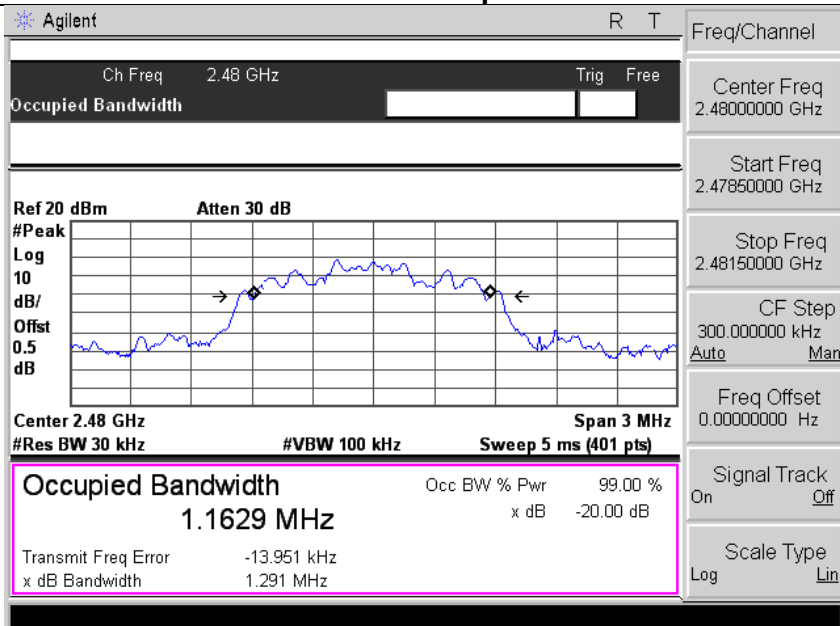 Agilent R T
Freq/Channel
Ch Freq 2.48 GHz Trig Free
Occupied Bandwidth
Center Freq
2.48000000 GHz
Start Freq
2.47850000 GHz
Stop Freq
2.48150000 GHz
CF Step
300.000000 kHz
Auto Man
Freq Offset
0.00000000 Hz
Signal Track
On Off
Scale Type
Log Lin
Ref 20 dBm Atten 30 dB
#Peak
Log
10
dB/
Offst
0.5
dB
Center 2.48 GHz Span 3 MHz
#Res BW 30 kHz #VBW 100 kHz Sweep 5 ms (401 pts)
Occupied Bandwidth
1.1629 MHz
Occ BW % Pwr 99.00 %
x dB -20.00 dB
Transmit Freq Error -13.951 kHz
x dB Bandwidth 1.291 MHz